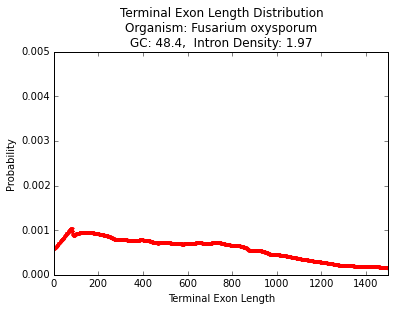 Terminal Exon Length Distribution
Organism: Fusarium oxysporum
GC: 48.4,  Intron Density: 1.97
0.005
0.004
0.003
0.002
0.001
0.000
Probability
0 200 400 600 800 1000 1200 1400
Terminal Exon Length